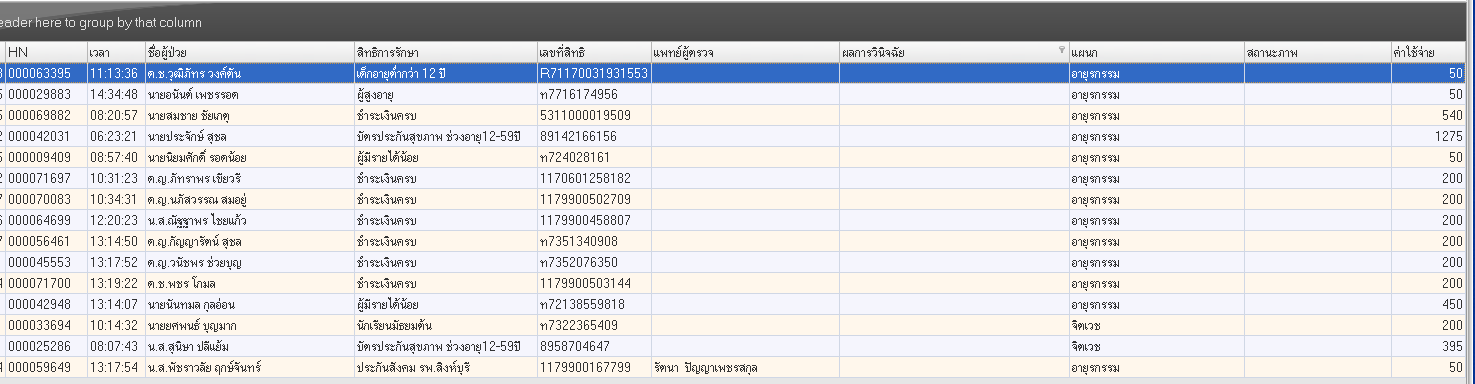 eader here to group by that column
HN เวลา ชื่อผู้ป่วย สิทธิการรักษา เลขที่สิทธิ แพทย์ผู้ตรวจ ผลการวินิจฉัย แผนก สถานะภาพ ค่าใช้จ่าย
000063395 11:13:36 ด.ช.วุฒิภัทร วงค์ตัน เด็กอายุต่ำกว่า 12 ปี R71170031931553 อายุรกรรม 50
000029883 14:34:48 นายอนันต์ เพชรรอด ผู้สูงอายุ ท7716174956 อายุรกรรม 50
000069882 08:20:57 นายสมชาย ชัยเกตุ ชำระเงินครบ 5311000019509 อายุรกรรม 540
000042031 06:23:21 นายประจักษ์ สุชล บัตรประกันสุขภาพ ช่วงอายุ12-59ปี 89142166156 อายุรกรรม 1275
000009409 08:57:40 นายนิยมศักดิ์ รอดน้อย ผู้มีรายได้น้อย ท724028161 อายุรกรรม 50
000071697 10:31:23 ด.ญ.ภัทราพร เขียวรี ชำระเงินครบ 1170601258182 อายุรกรรม 200
000070083 10:34:31 ด.ญ.นภัสวรรณ สมอยู่ ชำระเงินครบ 1179900502709 อายุรกรรม 200
000064699 12:20:23 น.ส.ณัฐฐาพร ไชยแก้ว ชำระเงินครบ 1179900458807 อายุรกรรม 200
000056461 13:14:50 ด.ญ.กัญญารัตน์ สุชล ชำระเงินครบ ท7351340908 อายุรกรรม 200
000045553 13:17:52 ด.ญ.วนัชพร ช่วยบุญ ชำระเงินครบ ท7352076350 อายุรกรรม 200
000071700 13:19:22 ด.ช.พชร โกมล ชำระเงินครบ 1179900503144 อายุรกรรม 200
000042948 13:14:07 นายนันทมล กุลอ่อน ผู้มีรายได้น้อย ท72138559818 อายุรกรรม 450
000033694 10:14:32 นายยศพนธ์ บุญมาก นักเรียนมัธยมต้น ท7322365409 จิตเวช 200
000025286 08:07:43 น.ส.สุนิษา ปลีแย้ม บัตรประกันสุขภาพ ช่วงอายุ12-59ปี 8958704647 จิตเวช 395
000059649 13:17:54 น.ส.พัชราวลัย ฤกษ์จันทร์ ประกันสังคม รพ.สิงห์บุรี 1179900167799 รัตนา ปัญญาเพชรสกุล อายุรกรรม 50